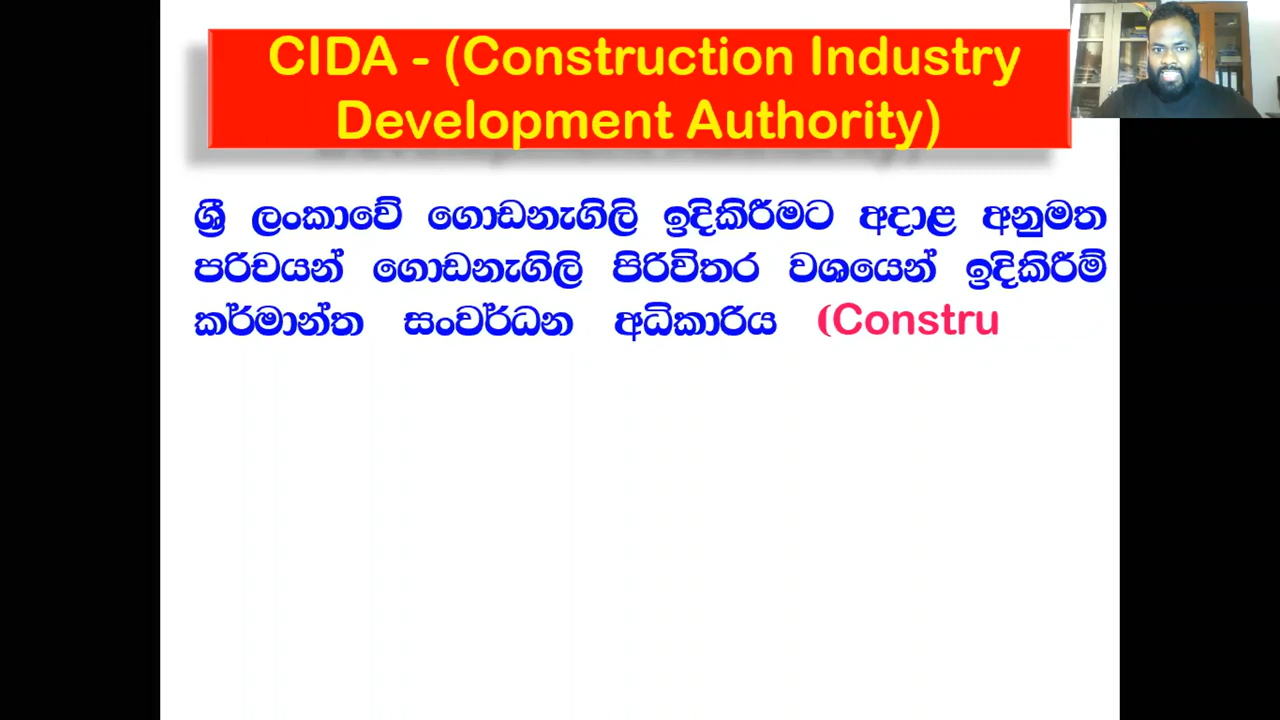 CIDA - (Construction Industry
Development Authority)
ශ්‍රී ලංකාවේ ගොඩනැගිලි ඉදිකිරීමට අදාළ අනුමත
පරිචයන් ගොඩනැගිලි පිරිවිතර වශයෙන් ඉදිකිරීම්
කර්මාන්ත සංවර්ධන අධිකාරිය (Constru